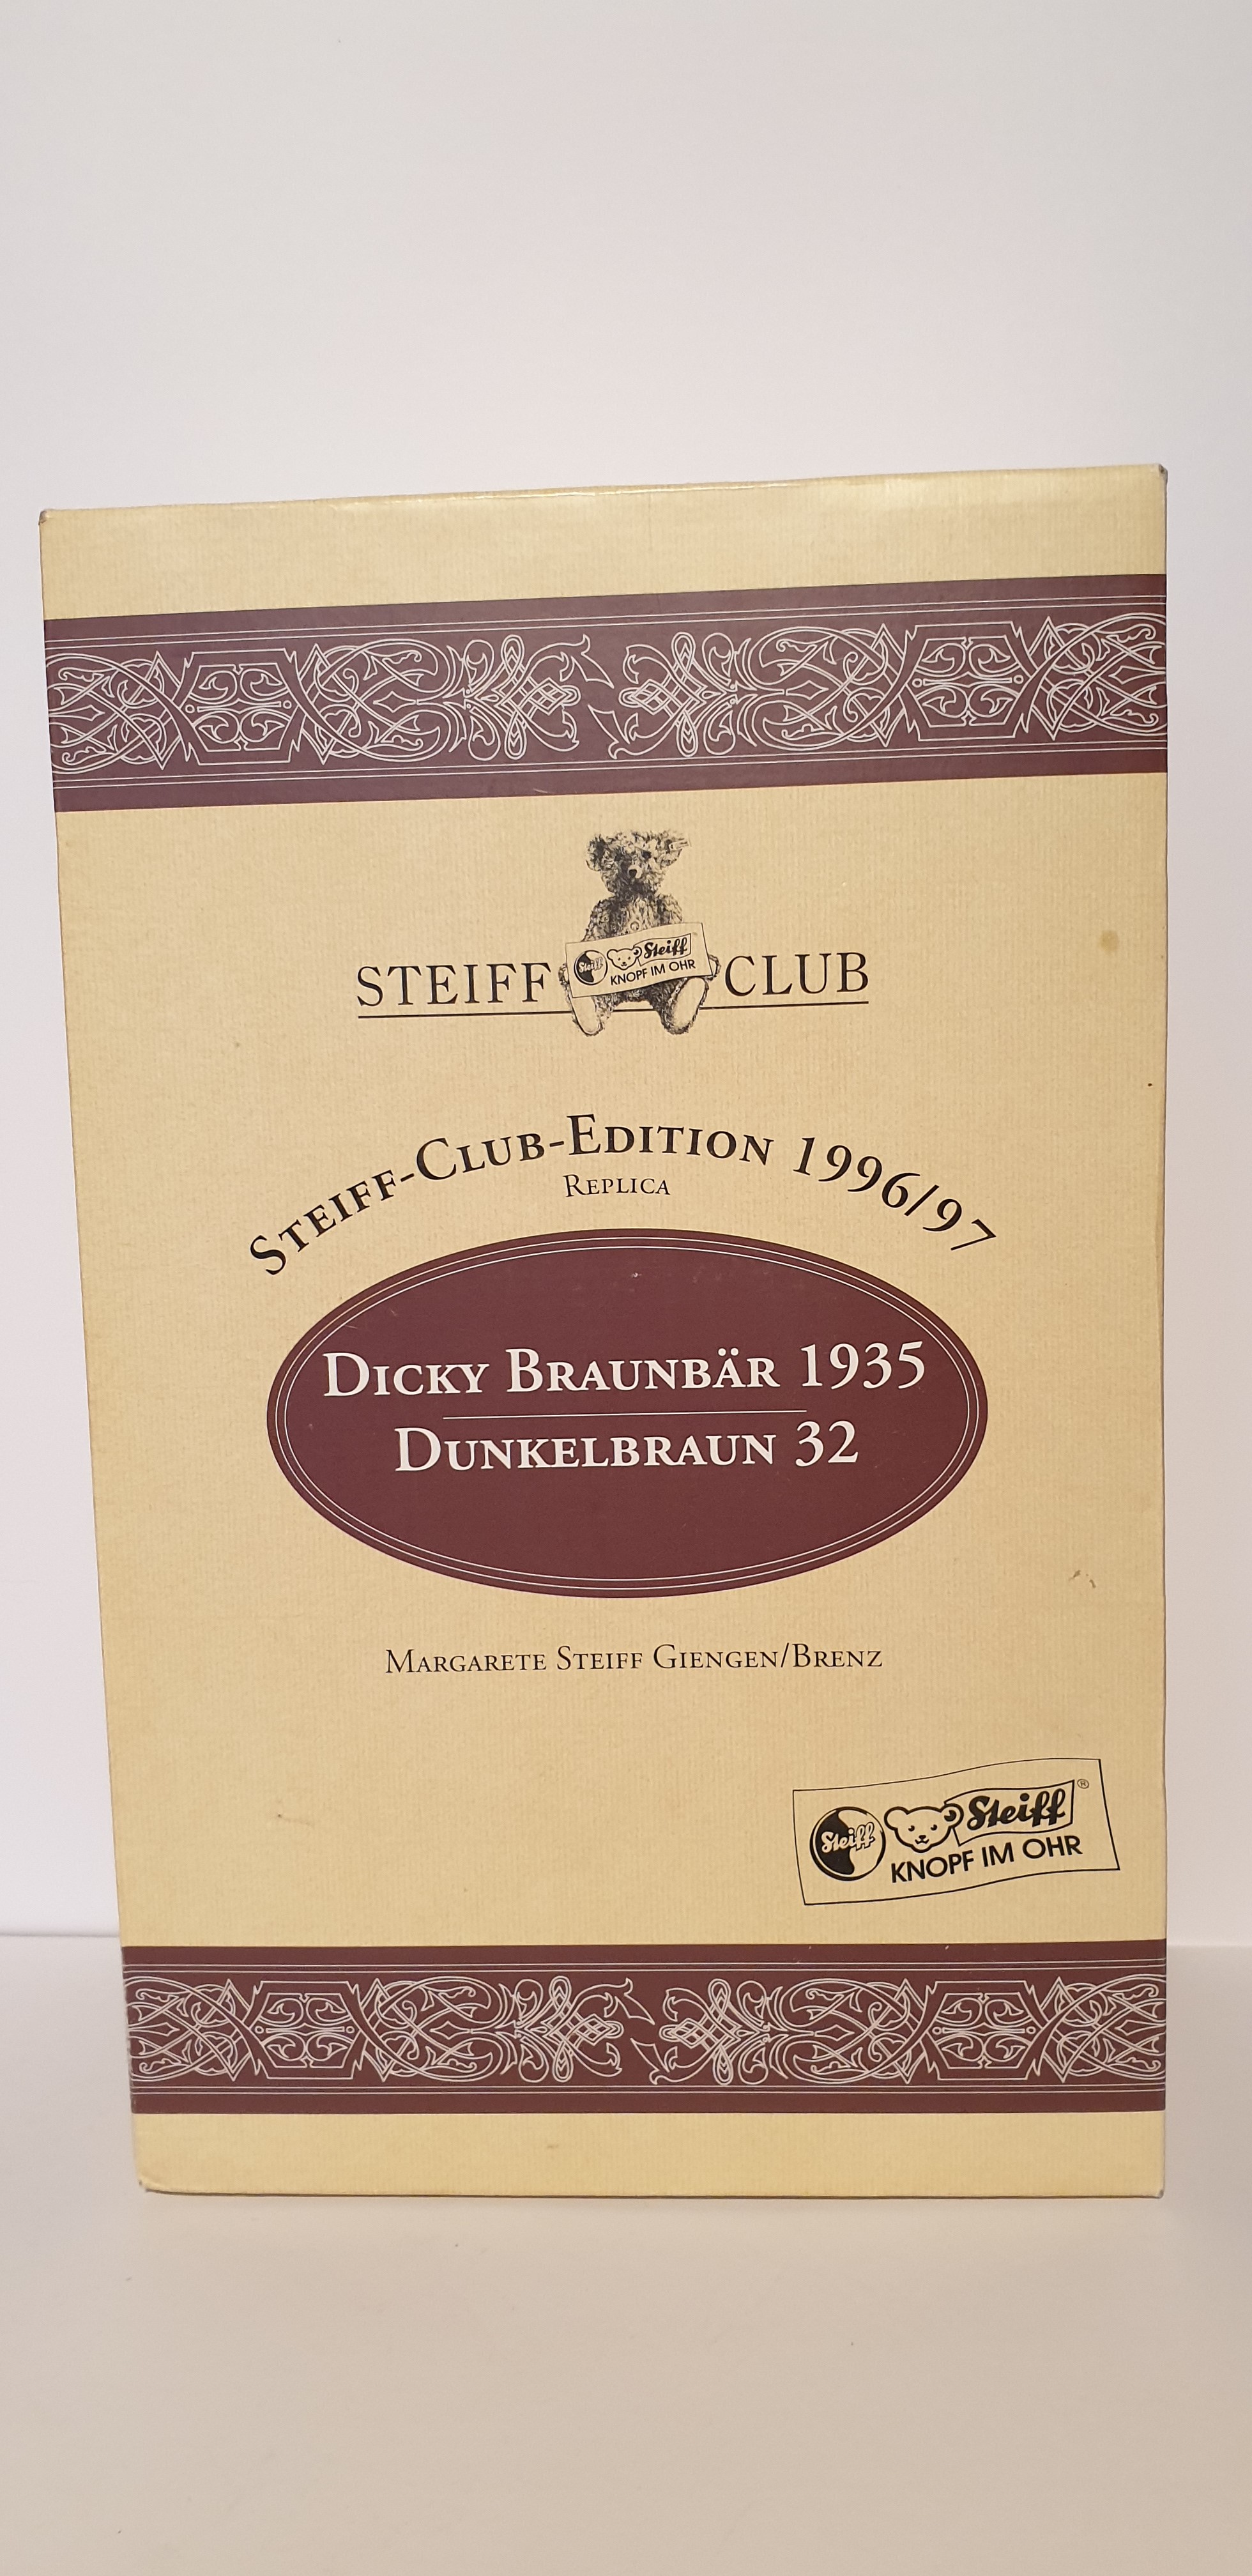 STEIFF CLUB
Steiff
Steiff
KNOPF IM OHR
STEIFF-CLUB-EDITION 1996/97
REPLICA
DICKY BRAUNBÄR 1935
DUNKELBRAUN 32
MARGARETE STEIFF GIENGEN/BRENZ
Steiff
Steiff®
KNOPF IM OHR